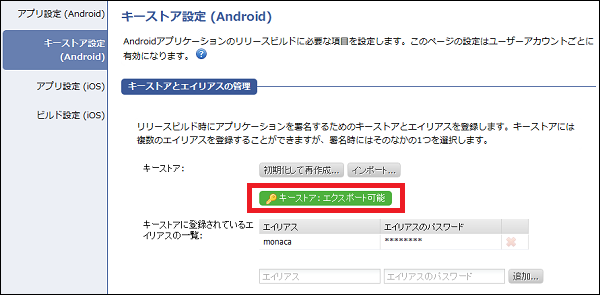 アプリ設定 (Android)
キーストア設定
(Android)
アプリ設定 (iOS)
ビルド設定 (iOS)
キーストア設定 (Android)
Androidアプリケーションのリリースビルドに必要な項目を設定します。このページの設定はユーザーアカウントごとに
有効になります。 ?
キーストアとエイリアスの管理
リリースビルド時にアプリケーションを署名するためのキーストアとエイリアスを登録します。キーストアには
複数のエイリアスを登録することができますが、署名時にはそのなかの1つを選択します。
キーストア: 初期化して再作成... インポート...
キーストア: エクスポート可能
キーストアに登録されているエ
イリアスの一覧:
エイリアス エイリアスのパスワード
monaca ********
エイリアス エイリアスのパスワード 追加...